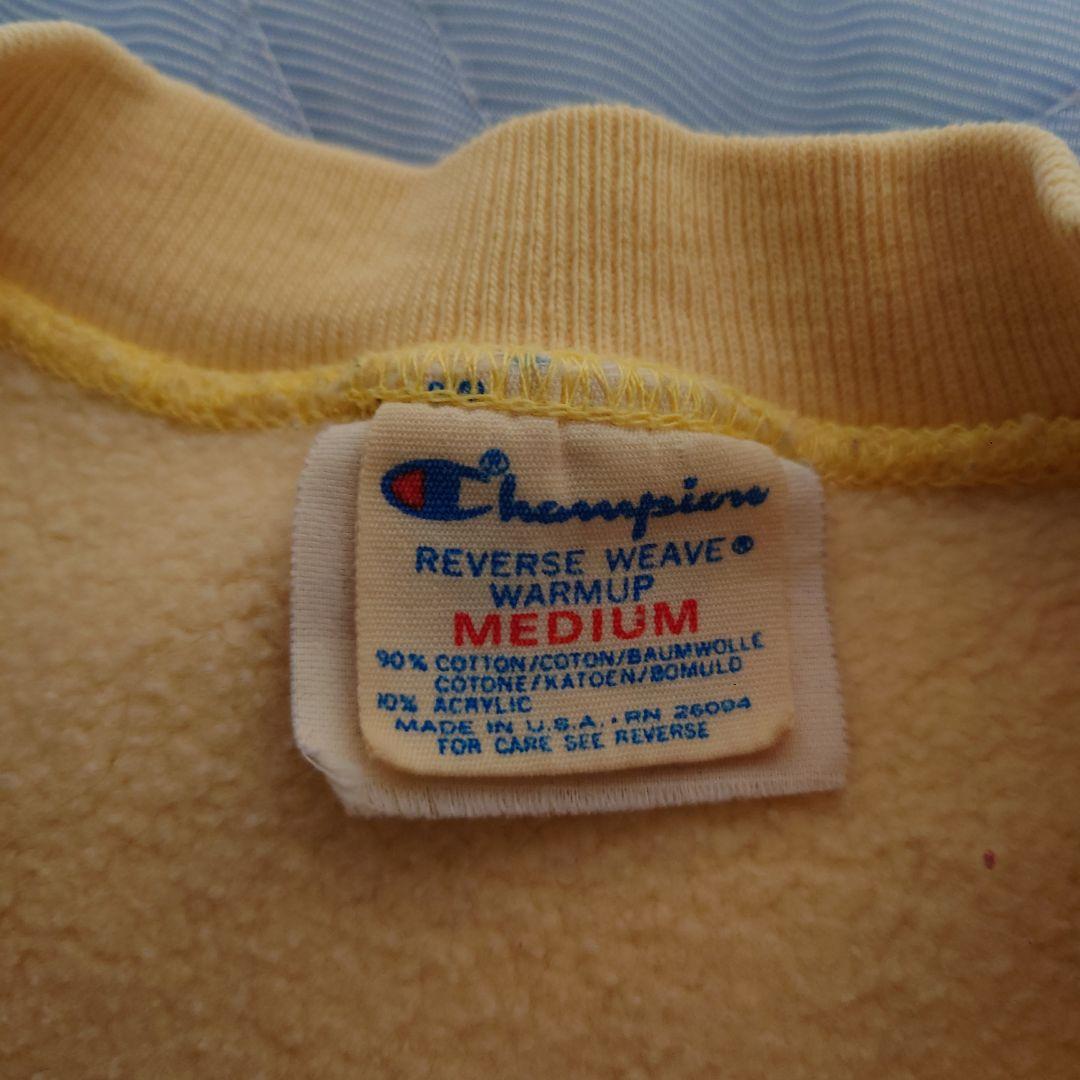 Champion®
REVERSE WEAVE®
WARMUP
MEDIUM
90% COTTON/COTON/BAUMWOLLE
COTONE/KATOEN/BOMULD
10% ACRYLIC
MADE IN U.S.A. · RN 26094
FOR CARE SEE REVERSE